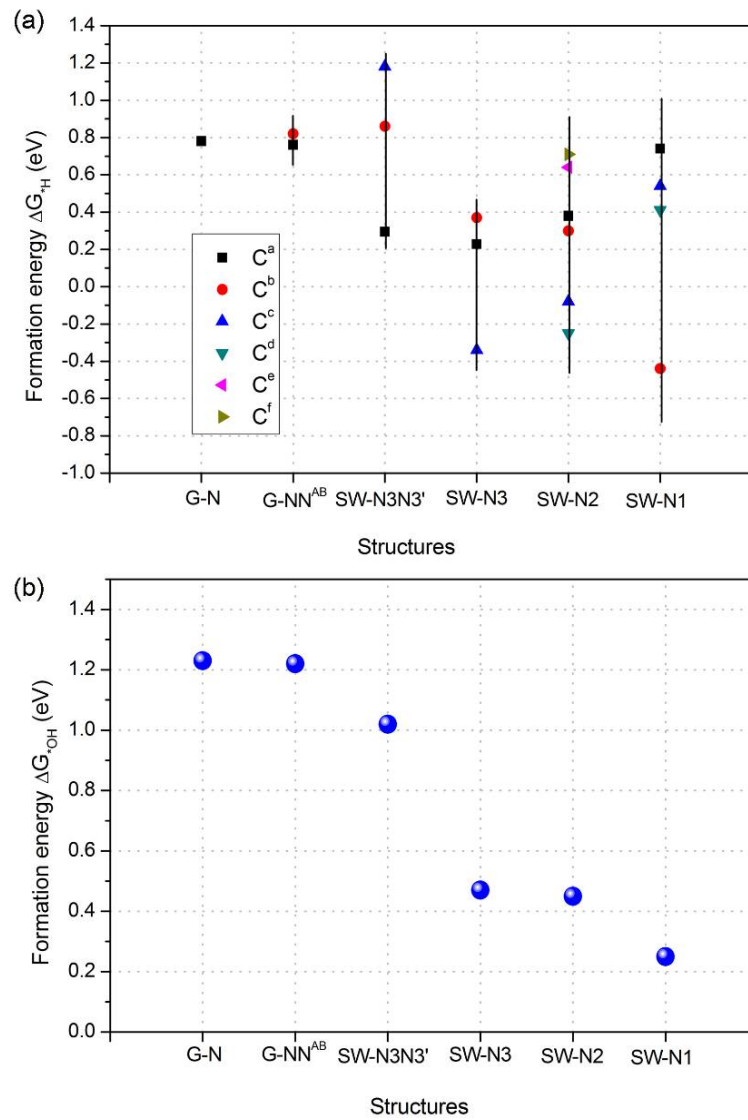 (a)
Formation energy ΔG*H (eV)
1.4
1.2
1.0
0.8
0.6
0.4
0.2
0.0
-0.2
-0.4
-0.6
-0.8
-1.0
Cᵃ
Cᵇ
Cᶜ
Cᵈ
Cᵉ
Cᶠ
G-N G-NNᴬᴮ SW-N3N3' SW-N3 SW-N2 SW-N1
Structures
(b)
Formation energy ΔG*OH (eV)
1.4
1.2
1.0
0.8
0.6
0.4
0.2
0.0
G-N G-NNᴬᴮ SW-N3N3' SW-N3 SW-N2 SW-N1
Structures